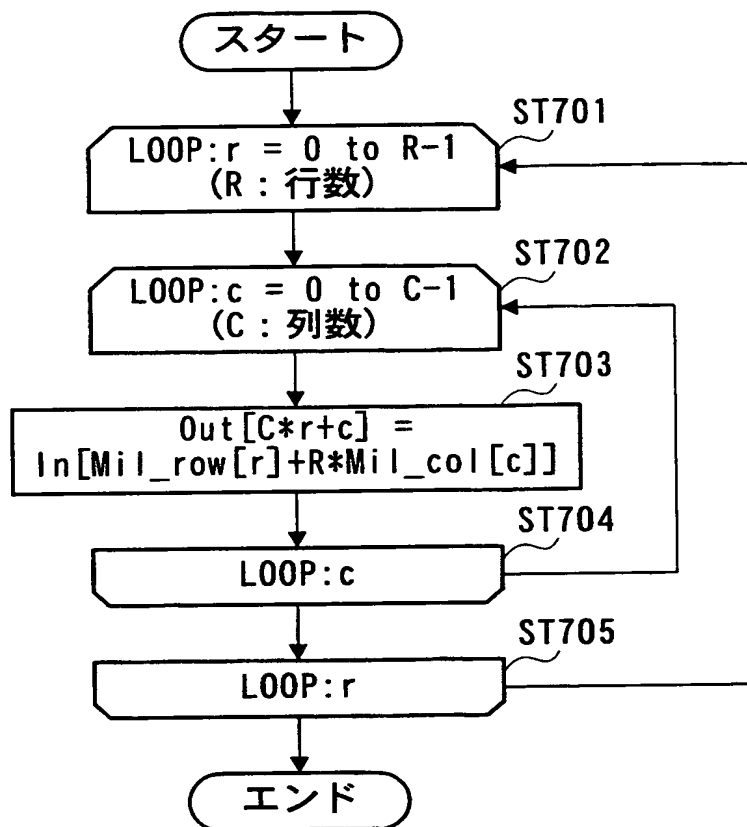 スタート
ST701
LOOP:r = 0 to R-1
(R:行数)
ST702
LOOP:c = 0 to C-1
(C:列数)
ST703
Out[C*r+c] =
In[Mil_row[r]+R*Mil_col[c]]
ST704
LOOP:c
ST705
LOOP:r
エンド